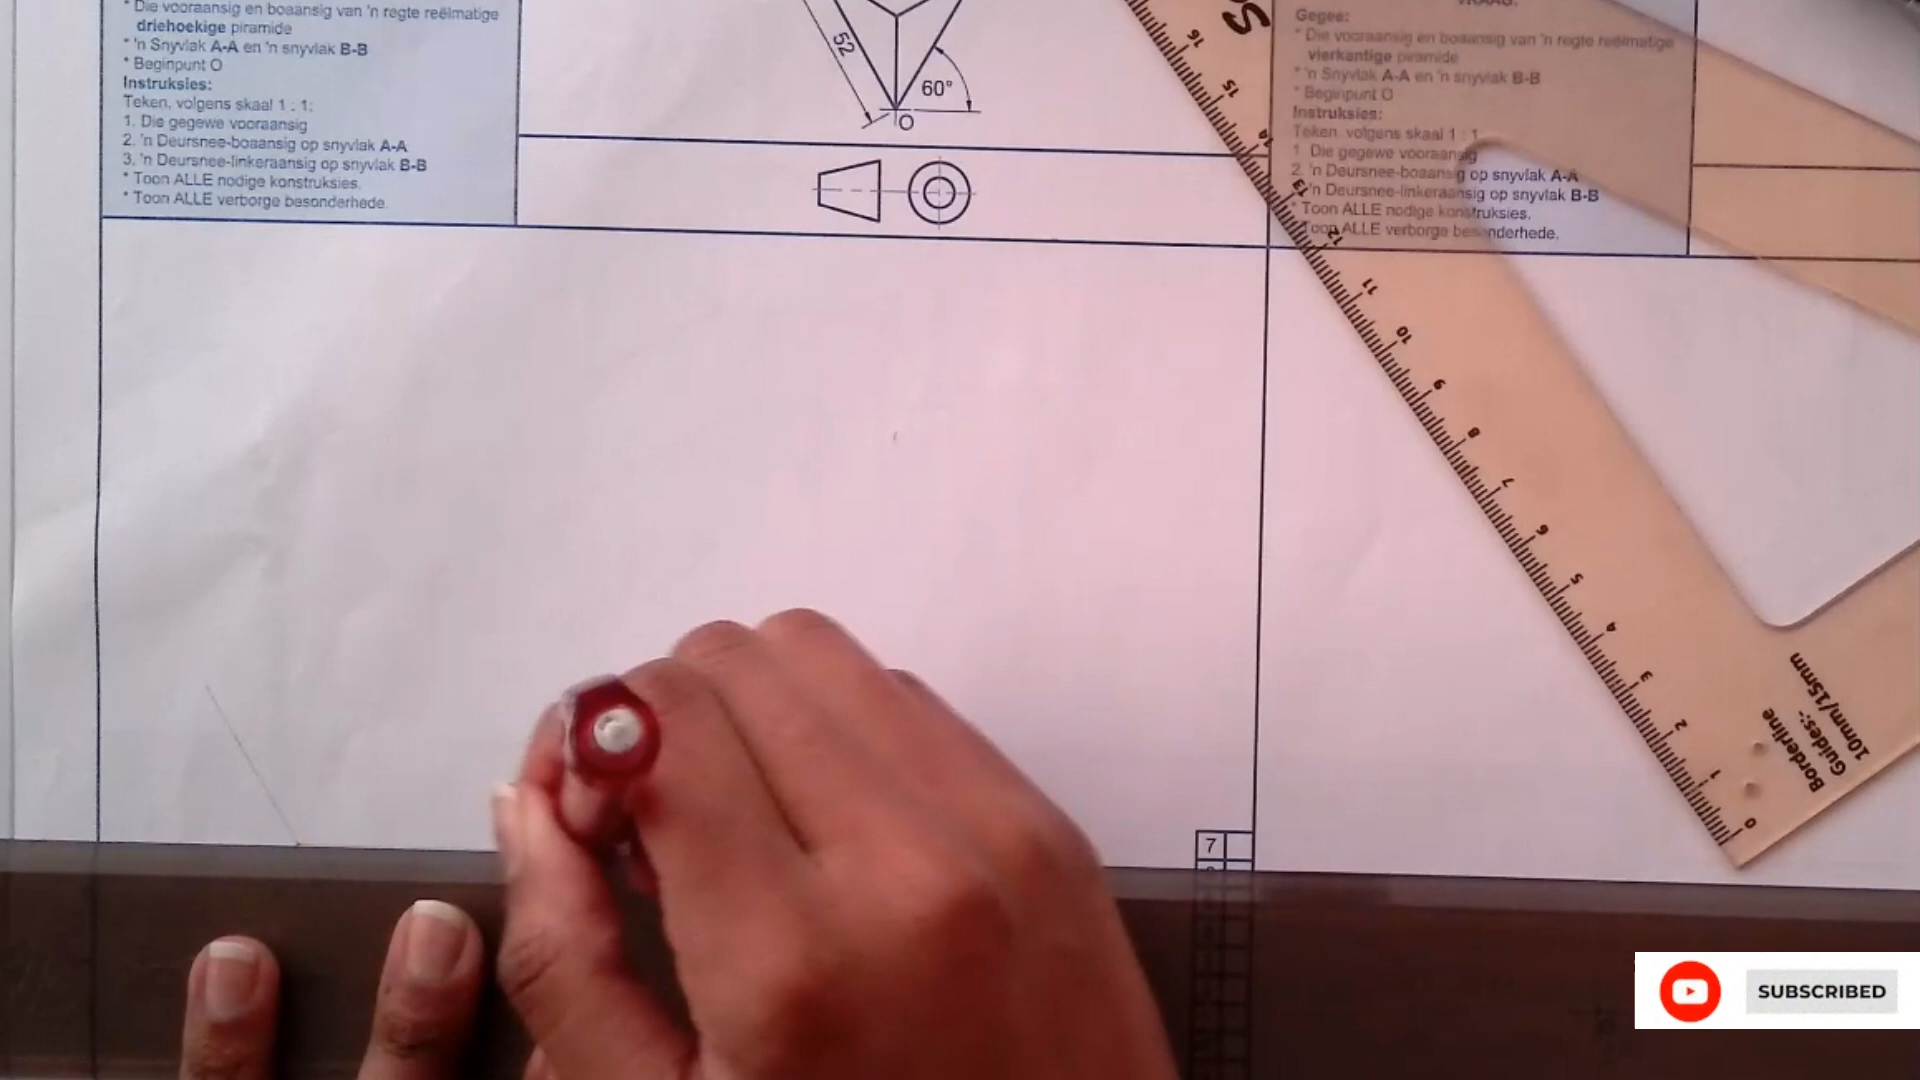 * Die vooraansig en boaansig van 'n regte reëlmatige
driehoekige piramide
* 'n Snyvlak A-A en 'n snyvlak B-B
* Beginpunt O
Instruksies:
Teken, volgens skaal 1 : 1:
1. Die gegewe vooraansig
2. 'n Deursnee-boaansig op snyvlak A-A
3. 'n Deursnee-linkeraansig op snyvlak B-B
* Toon ALLE nodige konstruksies.
* Toon ALLE verborge besonderhede.
52
60°
O
Gegee:
* Die vooraansig en boaansig van 'n regte reëlmatige
vierkantige piramide
* 'n Snyvlak A-A en 'n snyvlak B-B
* Beginpunt O
Instruksies:
Teken, volgens skaal 1 : 1
1. Die gegewe vooraansig
2. 'n Deursnee-boaansig op snyvlak A-A
'n Deursnee-linkeraansig op snyvlak B-B
* Toon ALLE nodige konstruksies.
Toon ALLE verborge besonderhede.
16
15
14
13
12
11
10
9
8
7
6
5
4
3
2
1
0
Borderline
Guides:-
10mm/15mm
7
SUBSCRIBED